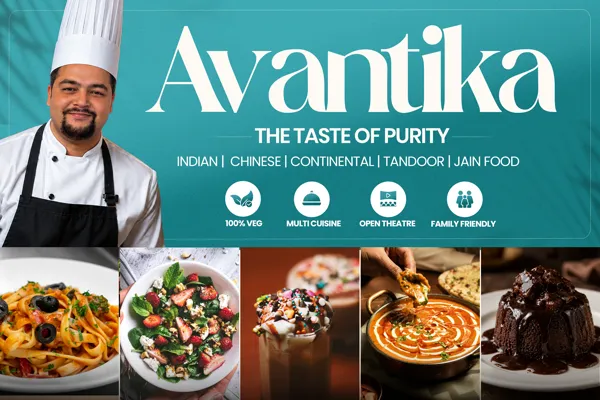 Avantika
THE TASTE OF PURITY
INDIAN | CHINESE | CONTINENTAL | TANDOOR | JAIN FOOD
100% VEG MULTI CUISINE OPEN THEATRE FAMILY FRIENDLY